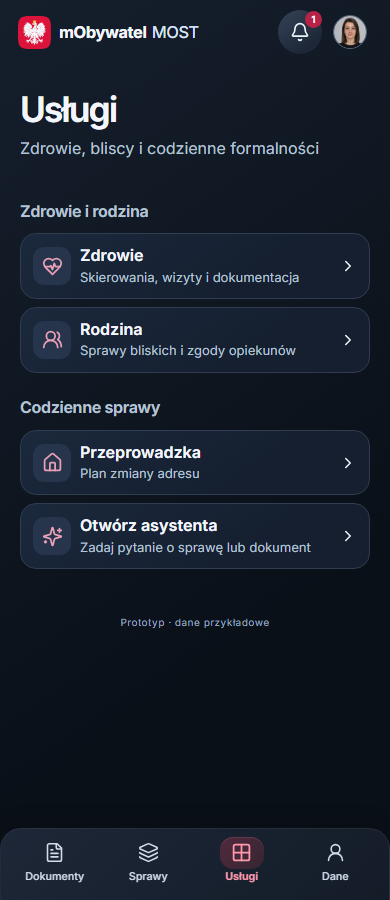 mObywatel MOST
1
Usługi
Zdrowie, bliscy i codzienne formalności
Zdrowie i rodzina
Zdrowie
Skierowania, wizyty i dokumentacja
Rodzina
Sprawy bliskich i zgody opiekunów
Codzienne sprawy
Przeprowadzka
Plan zmiany adresu
Otwórz asystenta
Zadaj pytanie o sprawę lub dokument
Prototyp · dane przykładowe
Dokumenty
Sprawy
Usługi
Dane